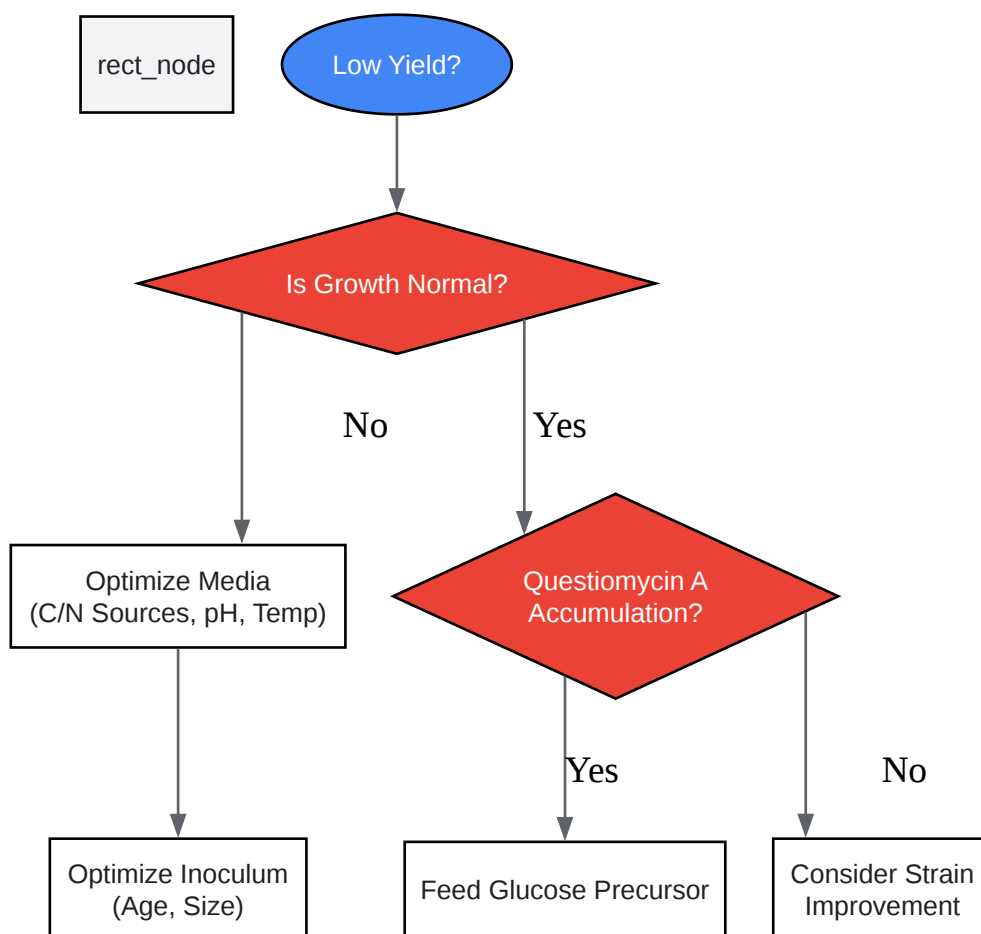 rect_node
Low Yield?
Is Growth Normal?
No
Yes
Optimize Media
(C/N Sources, pH, Temp)
Questiomycin A
Accumulation?
Yes
No
Optimize Inoculum
(Age, Size)
Feed Glucose Precursor
Consider Strain
Improvement